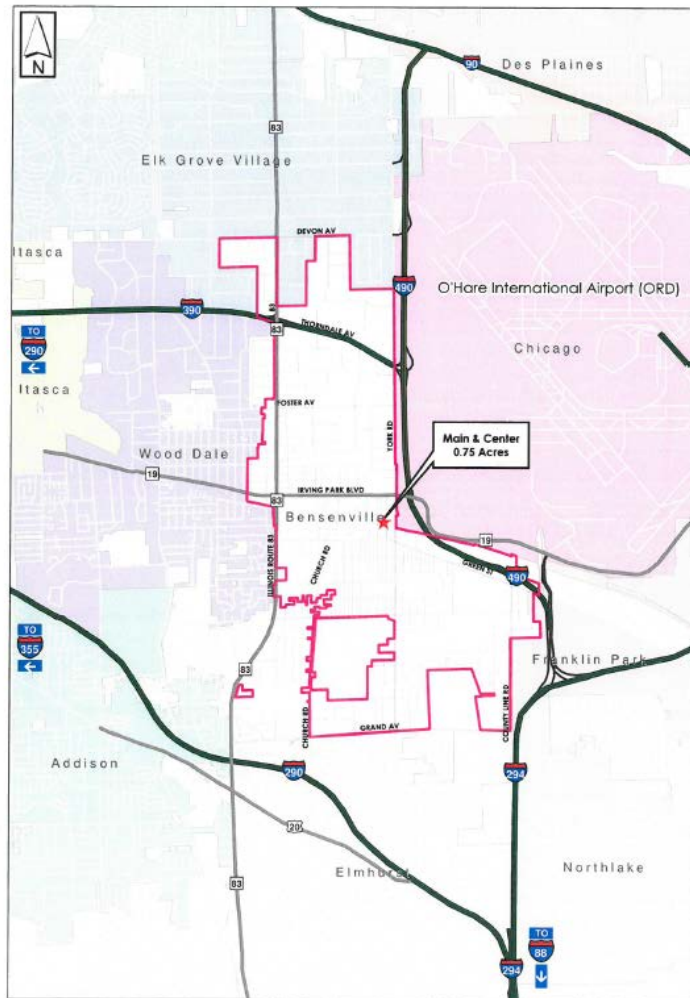 N
90
Des Plaines
83
Elk Grove Village
DEVON AV
Itasca
490
O'Hare International Airport (ORD)
390
83
THORNDALE AV
TO
290
Chicago
Itasca
FOSTER AV
YORK RD
Main & Center
0.75 Acres
Wood Dale
19
IRVING PARK BLVD
83
Bensenville
19
ILLINOIS ROUTE 83
CHURCH RD
GREEN ST
490
TO
355
83
Franklin Park
CHURCH RD
GRAND AV
COUNTY LINE RD
Addison
290
294
20
Elmhurst
Northlake
83
TO
88
294